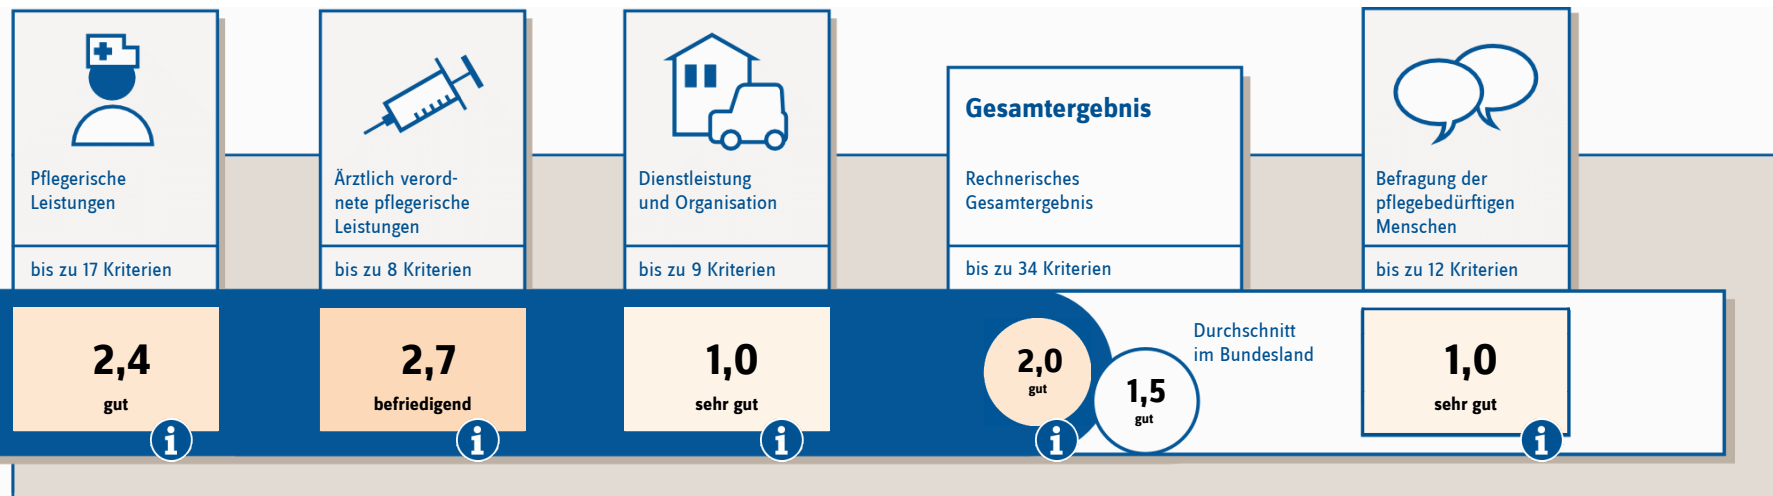 Pflegerische
Leistungen
bis zu 17 Kriterien
2,4
gut
i
Ärztlich verord-
nete pflegerische
Leistungen
bis zu 8 Kriterien
2,7
befriedigend
i
Dienstleistung
und Organisation
bis zu 9 Kriterien
1,0
sehr gut
i
Gesamtergebnis
Rechnerisches
Gesamtergebnis
bis zu 34 Kriterien
2,0
gut
i
1,5
gut
Durchschnitt
im Bundesland
Befragung der
pflegebedürftigen
Menschen
bis zu 12 Kriterien
1,0
sehr gut
i